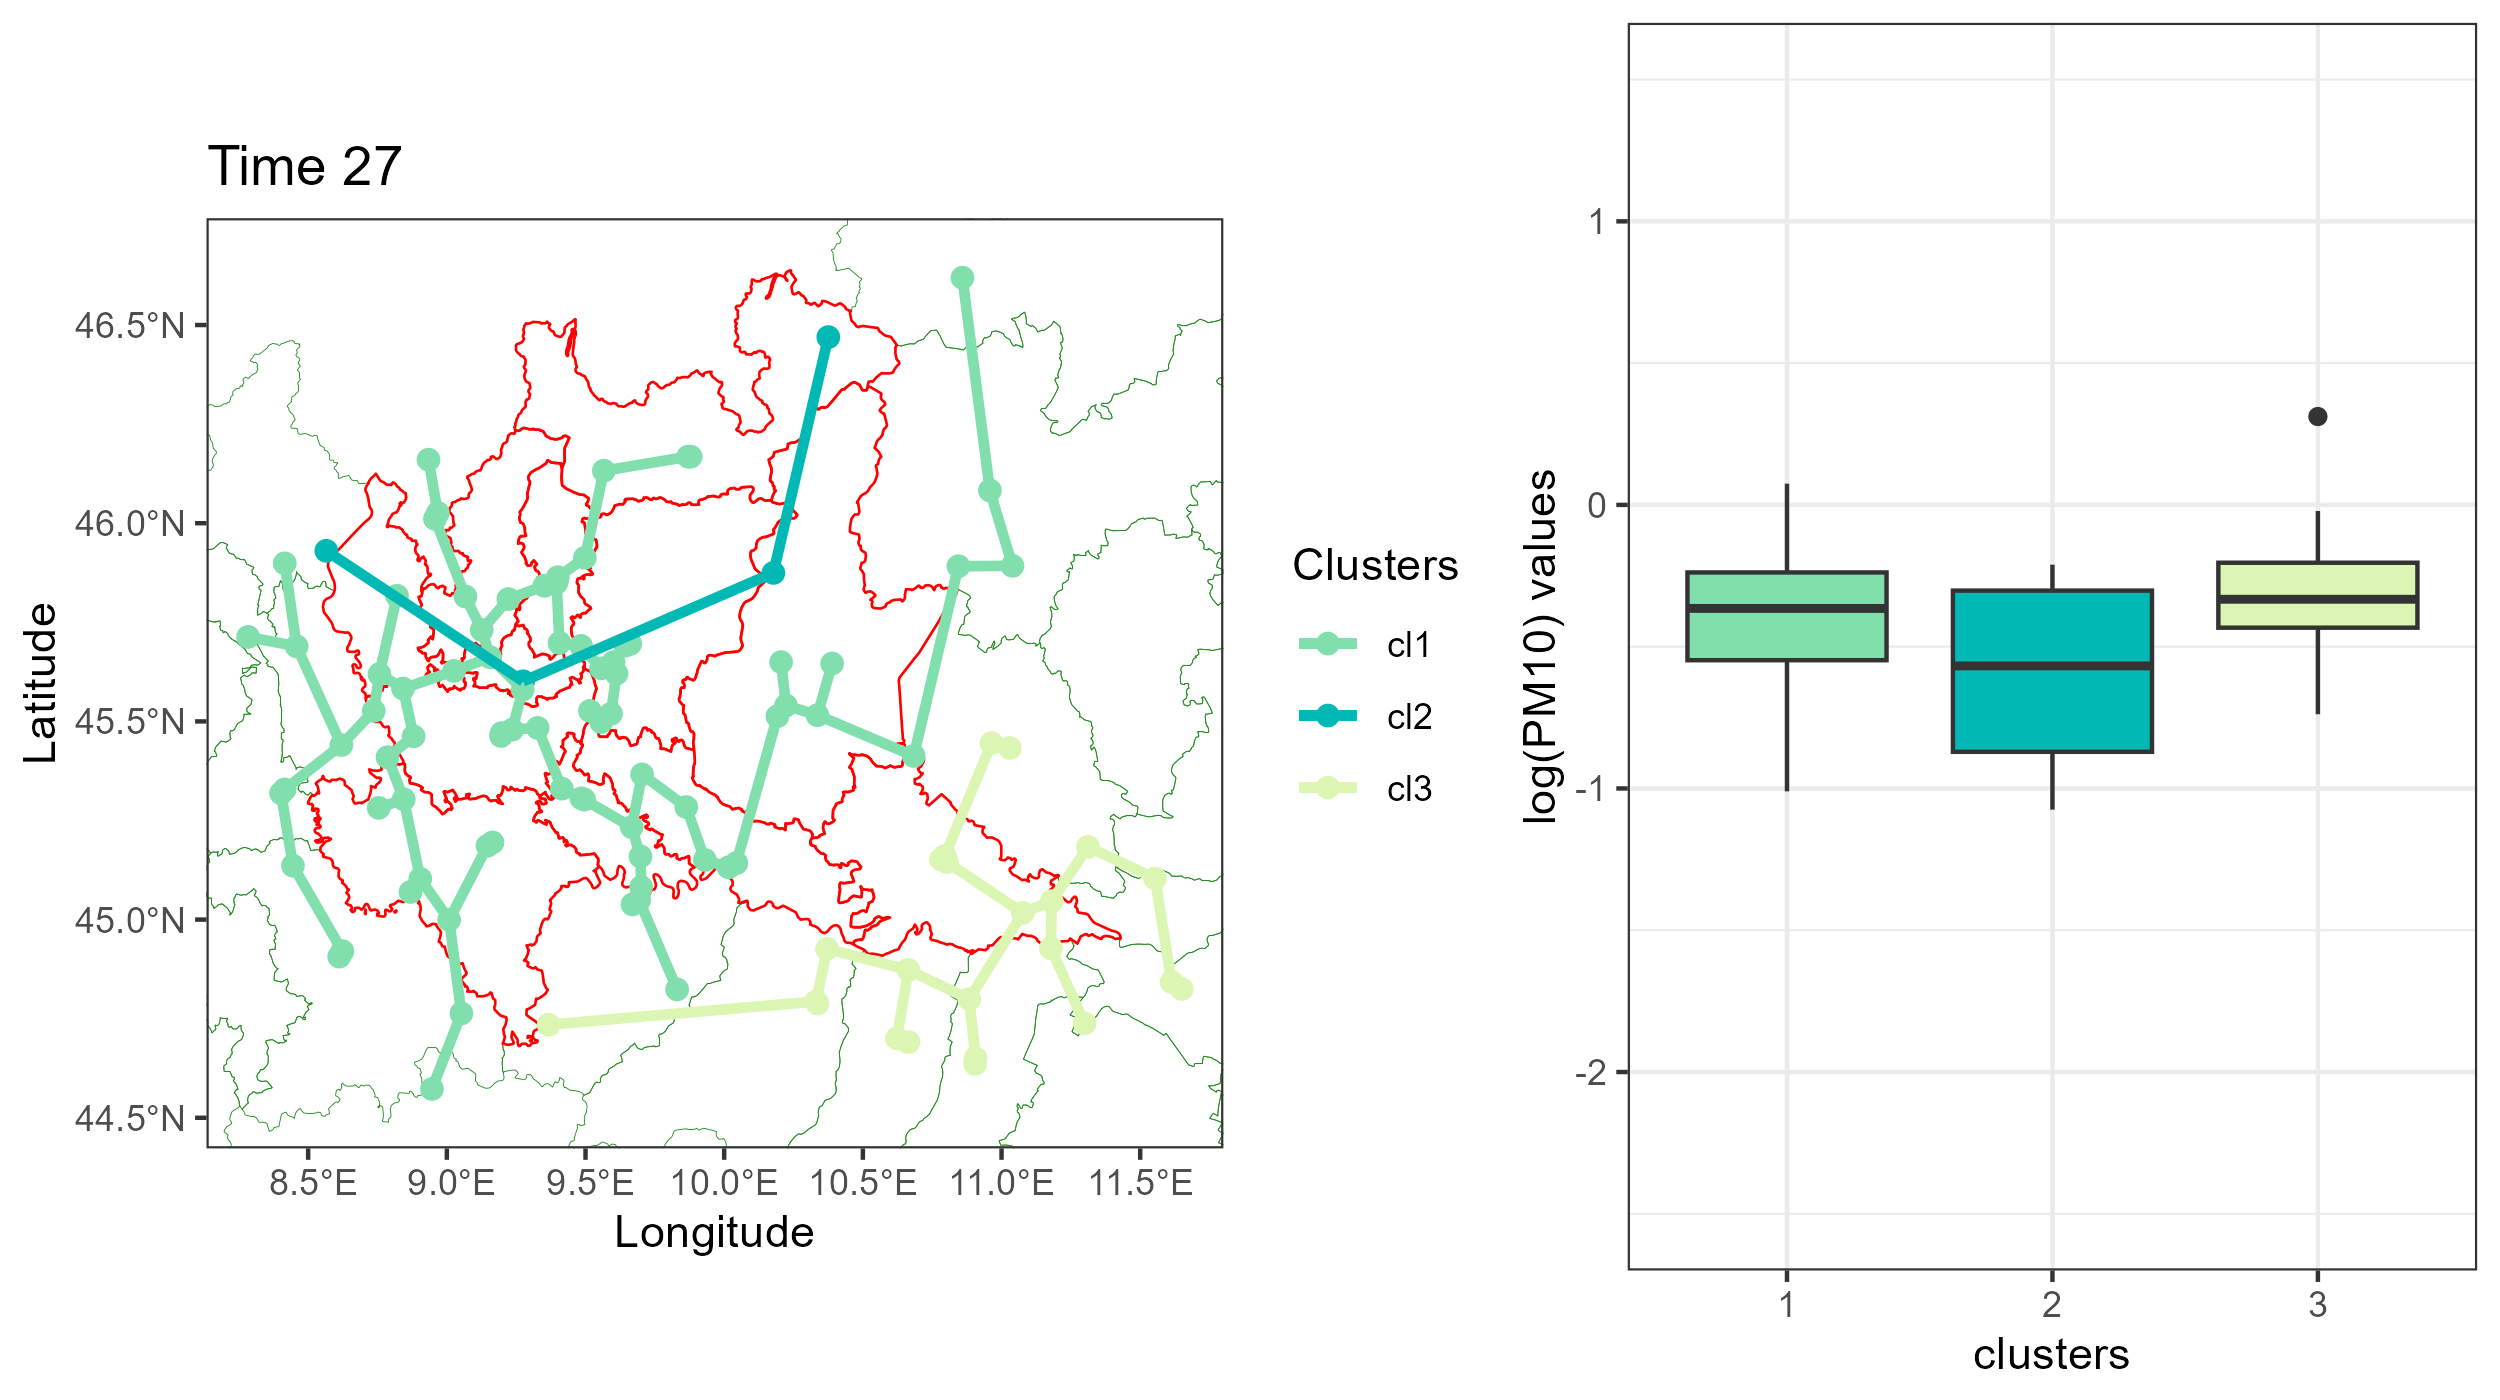 Time 27
46.5°N
46.0°N
45.5°N
45.0°N
44.5°N
Latitude
8.5°E 9.0°E 9.5°E 10.0°E 10.5°E 11.0°E 11.5°E
Longitude
Clusters
cl1
cl2
cl3
log(PM10) values
1
0
-1
-2
1 2 3
clusters